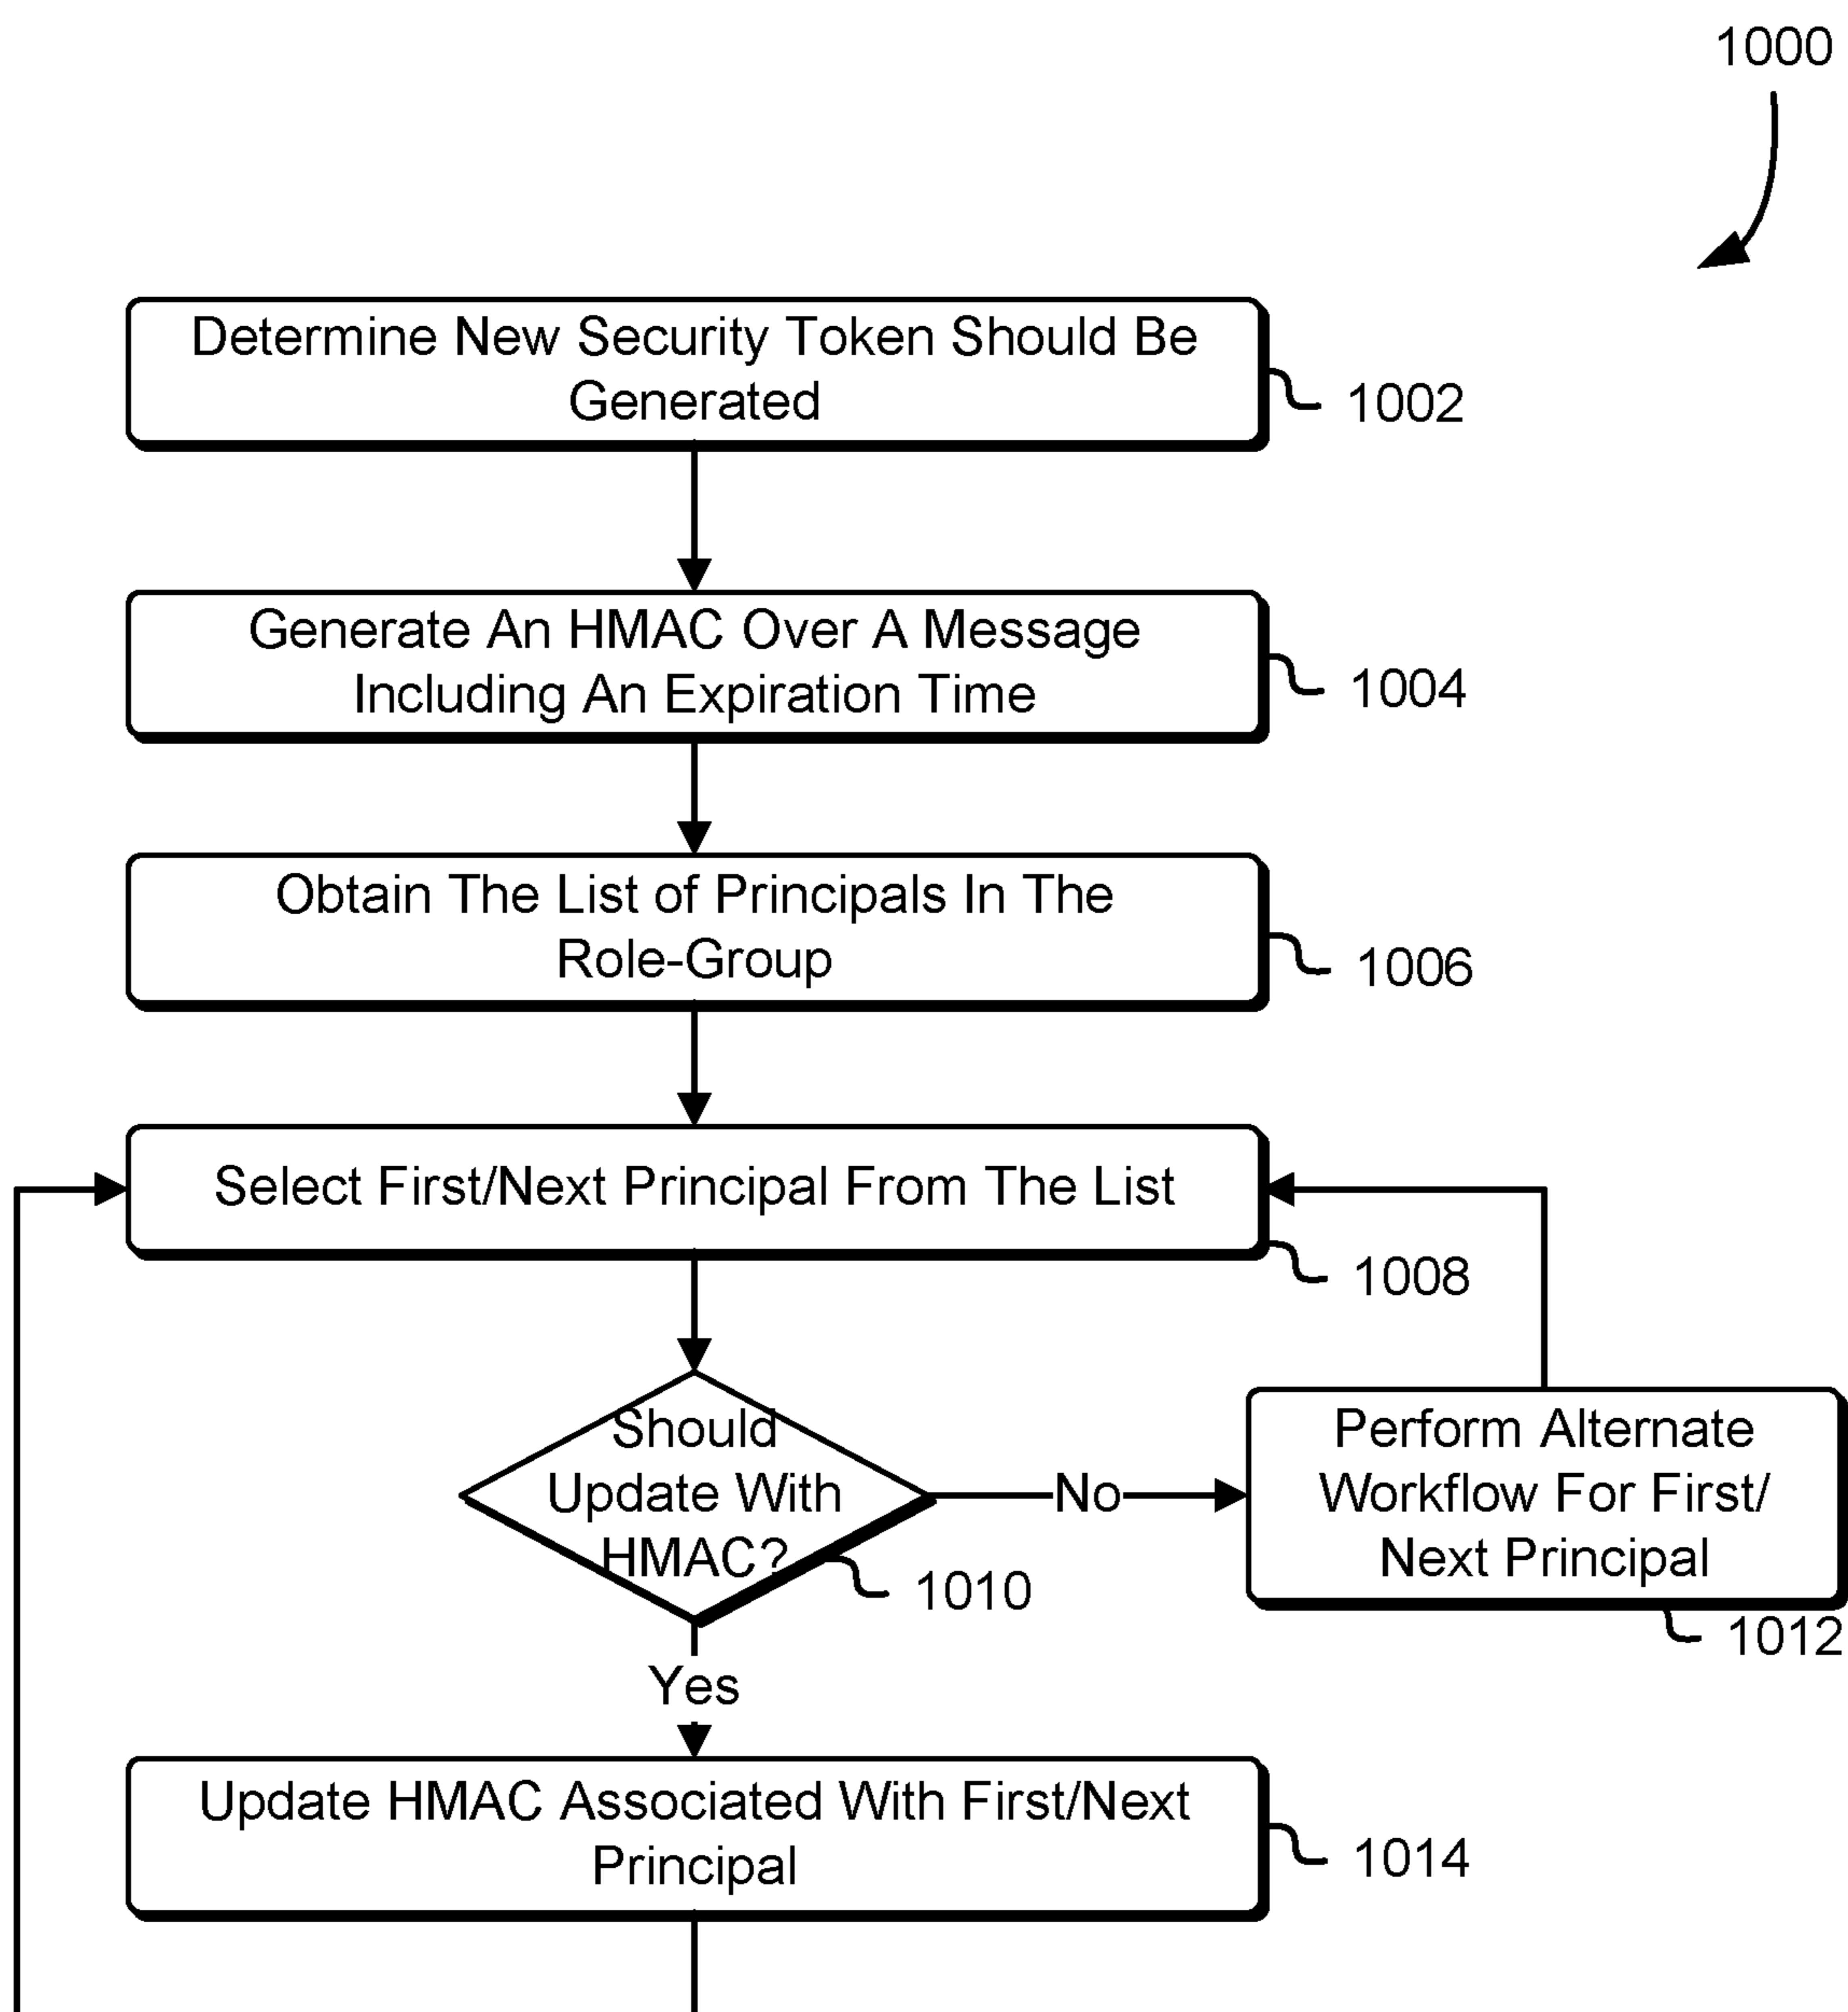 1000
Determine New Security Token Should Be
Generated
1002
Generate An HMAC Over A Message
Including An Expiration Time
1004
Obtain The List of Principals In The
Role-Group
1006
Select First/Next Principal From The List
1008
Should
Update With
HMAC?
1010
No
Perform Alternate
Workflow For First/
Next Principal
1012
Yes
Update HMAC Associated With First/Next
Principal
1014